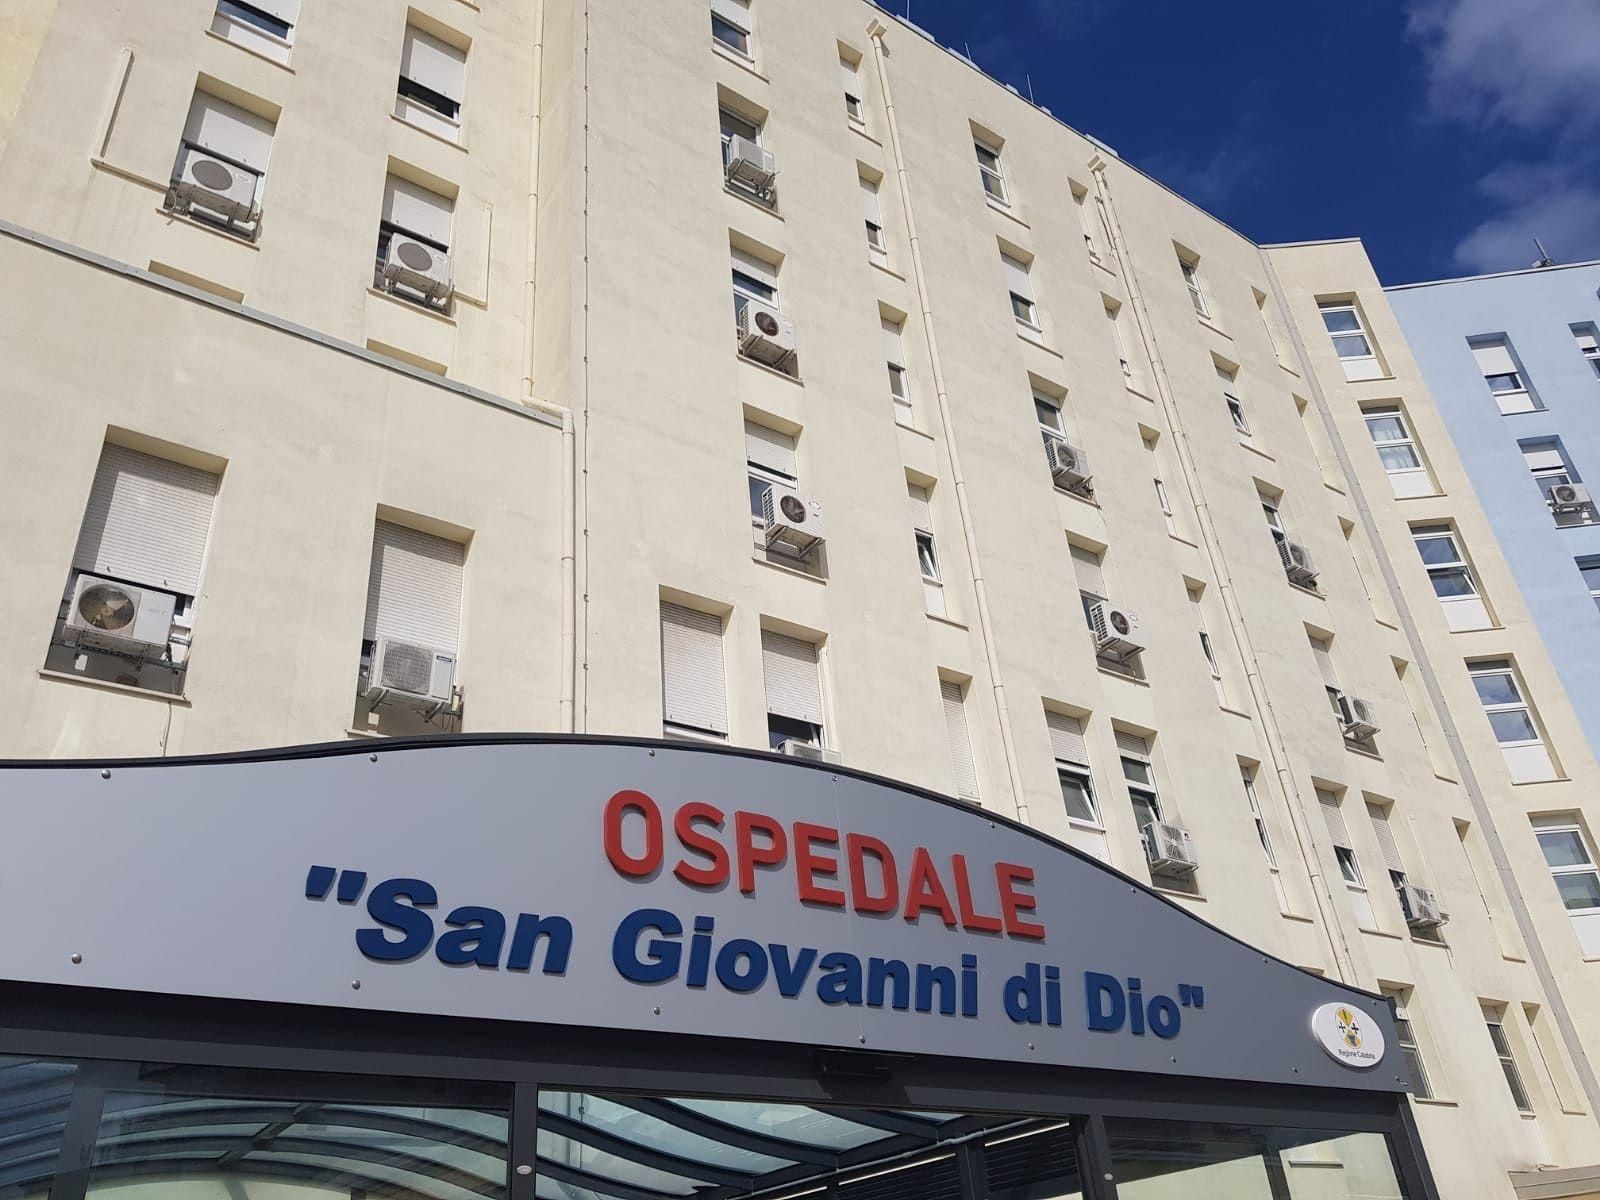 OSPEDALE
"San Giovanni di Dio"
Regione Calabria